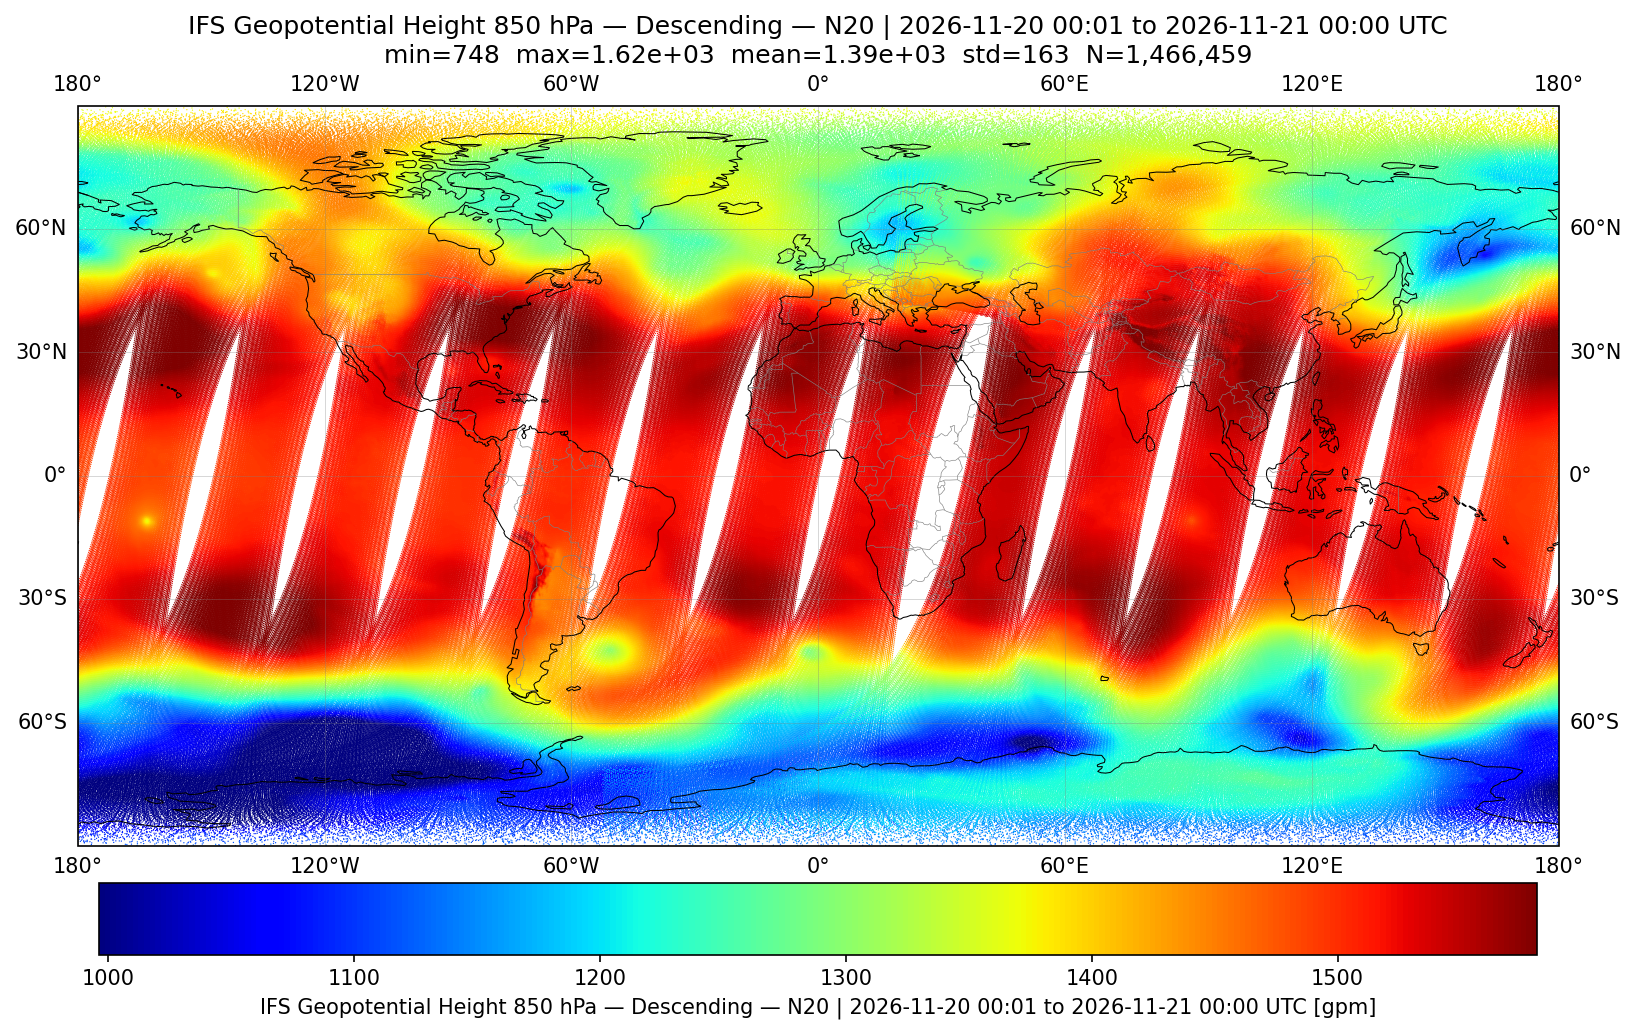 IFS Geopotential Height 850 hPa — Descending — N20 | 2026-11-20 00:01 to 2026-11-21 00:00 UTC
min=748 max=1.62e+03 mean=1.39e+03 std=163 N=1,466,459
180° 120°W 60°W 0° 60°E 120°E 180°
60°N 60°N
30°N 30°N
0° 0°
30°S 30°S
60°S 60°S
180° 120°W 60°W 0° 60°E 120°E 180°
1000 1100 1200 1300 1400 1500
IFS Geopotential Height 850 hPa — Descending — N20 | 2026-11-20 00:01 to 2026-11-21 00:00 UTC [gpm]